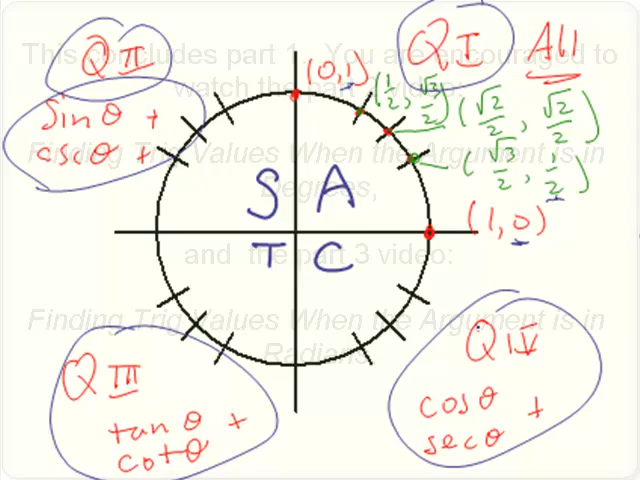 This concludes part 1. You are encouraged to
watch the part 2 video:
Finding Trig Values When the Argument is in
Degrees,
and the part 3 video:
Finding Trig Values When the Argument is in
Radians
Q II
sin θ +
csc θ +
Q I
All
(0,1)
(1/2, √3/2)
(√2/2, √2/2)
(√3/2, 1/2)
(1,0)
S A
T C
Q III
tan θ +
cot θ
Q IV
cos θ +
sec θ